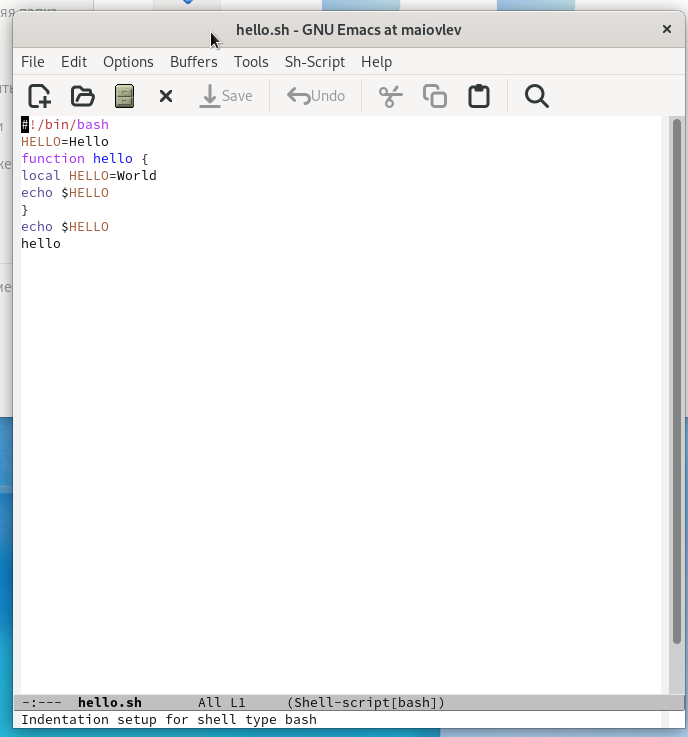 hello.sh - GNU Emacs at maiovlev
File Edit Options Buffers Tools Sh-Script Help
Save Undo
#!/bin/bash
HELLO=Hello
function hello {
local HELLO=World
echo $HELLO
}
echo $HELLO
hello
-:--- hello.sh All L1 (Shell-script[bash])
Indentation setup for shell type bash